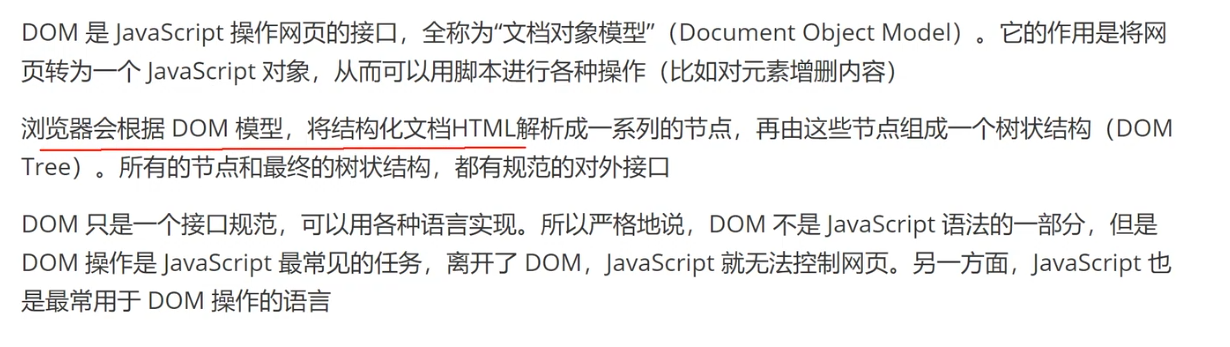 DOM 是 JavaScript 操作网页的接口，全称为“文档对象模型”（Document Object Model）。它的作用是将网
页转为一个 JavaScript 对象，从而可以用脚本进行各种操作（比如对元素增删内容）
浏览器会根据 DOM 模型，将结构化文档HTML解析成一系列的节点，再由这些节点组成一个树状结构（DOM
Tree）。所有的节点和最终的树状结构，都有规范的对外接口
DOM 只是一个接口规范，可以用各种语言实现。所以严格地说，DOM 不是 JavaScript 语法的一部分，但是
DOM 操作是 JavaScript 最常见的任务，离开了 DOM，JavaScript 就无法控制网页。另一方面，JavaScript 也
是最常用于 DOM 操作的语言